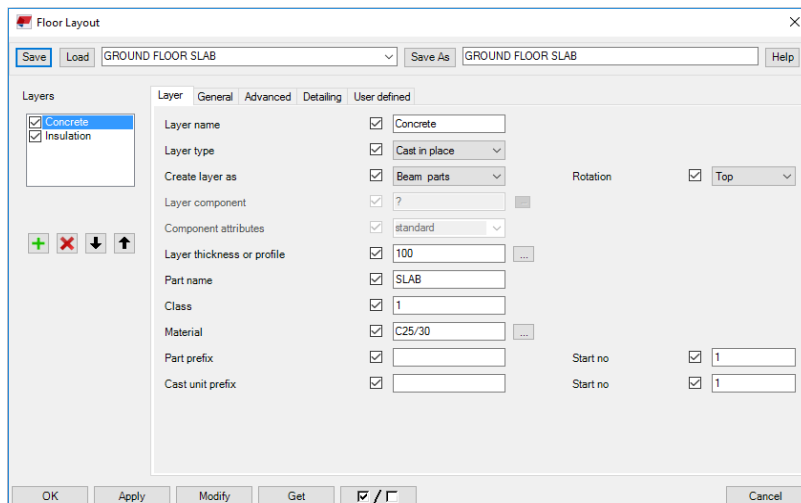 Floor Layout
Save Load GROUND FLOOR SLAB Save As GROUND FLOOR SLAB Help
Layers
Concrete
Insulation
Layer General Advanced Detailing User defined
Layer name Concrete
Layer type Cast in place
Create layer as Beam parts Rotation Top
Layer component ? ...
Component attributes standard
Layer thickness or profile 100 ...
Part name SLAB
Class 1
Material C25/30 ...
Part prefix Start no 1
Cast unit prefix Start no 1
OK Apply Modify Get / Cancel